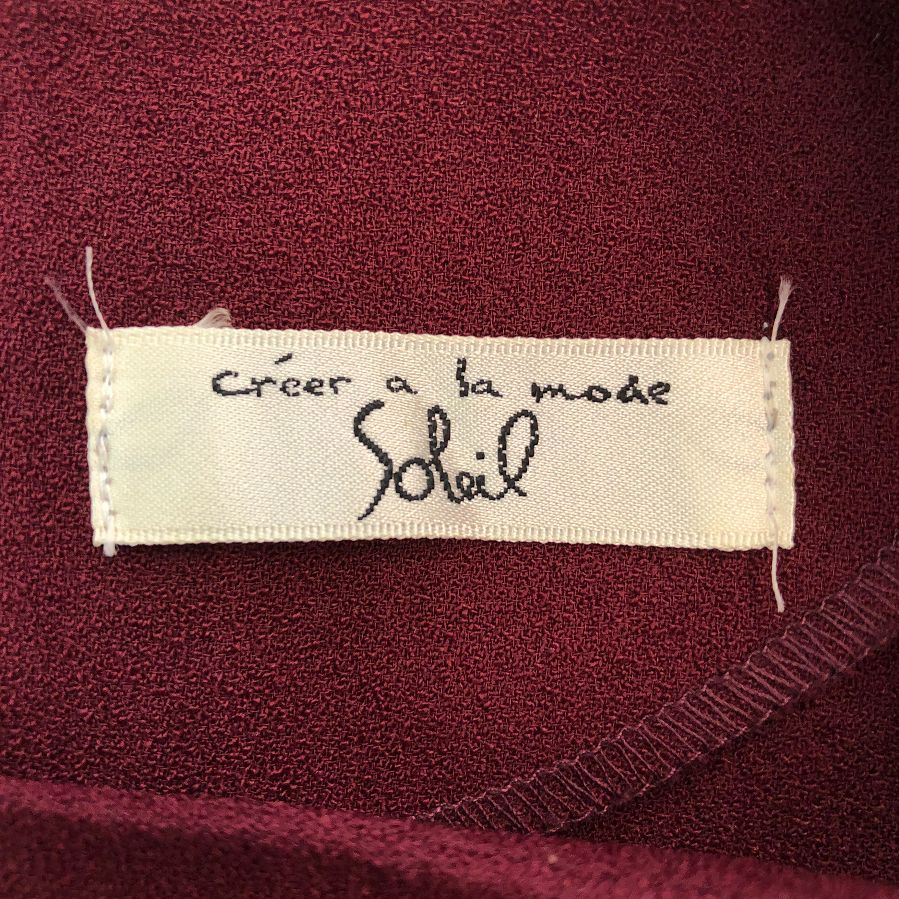 créer a la mode
Soleil